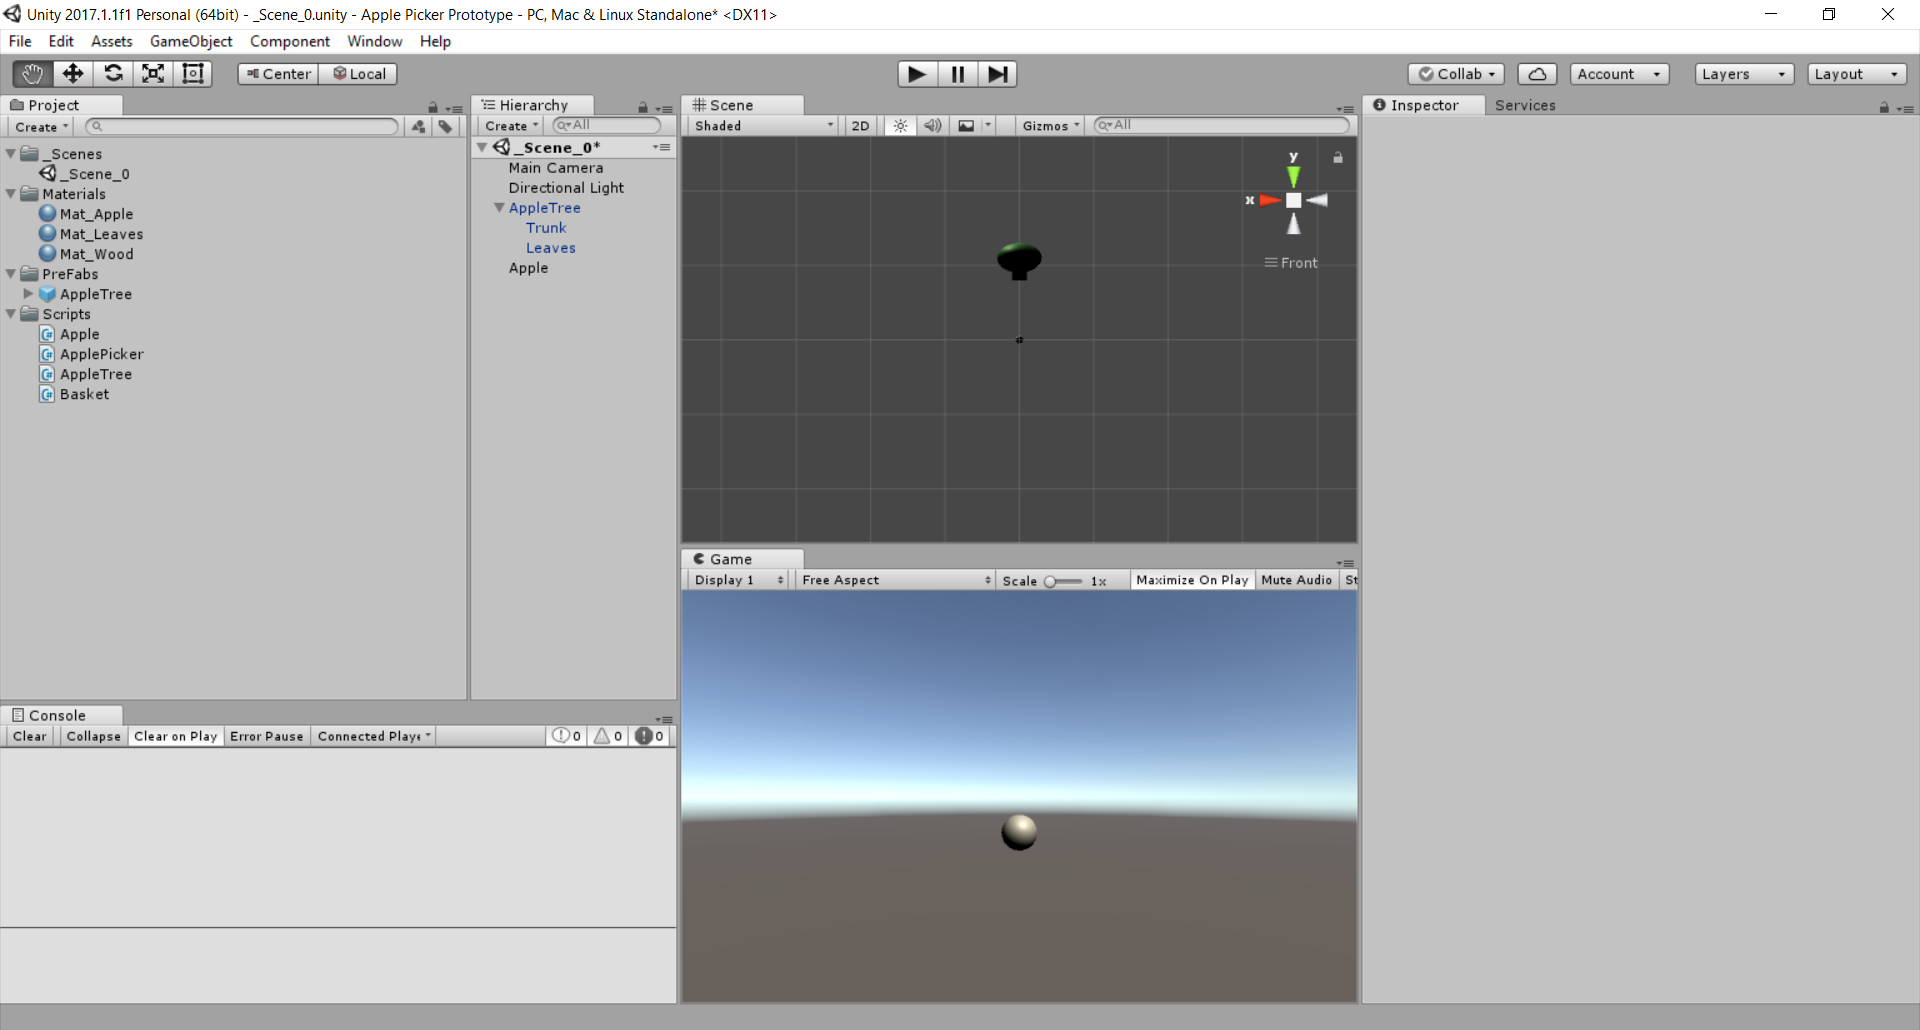 Unity 2017.1.1f1 Personal (64bit) - _Scene_0.unity - Apple Picker Prototype - PC, Mac & Linux Standalone* <DX11>
File Edit Assets GameObject Component Window Help
Center Local Collab Account Layers Layout
Project
Create
_Scenes
_Scene_0
Materials
Mat_Apple
Mat_Leaves
Mat_Wood
PreFabs
AppleTree
Scripts
Apple
ApplePicker
AppleTree
Basket
Hierarchy
Create All
_Scene_0*
Main Camera
Directional Light
AppleTree
Trunk
Leaves
Apple
Scene
Shaded 2D Gizmos All
y
x
Front
Inspector Services
Game
Display 1 Free Aspect Scale 1x Maximize On Play Mute Audio St
Console
Clear Collapse Clear on Play Error Pause Connected Playe 0 0 0